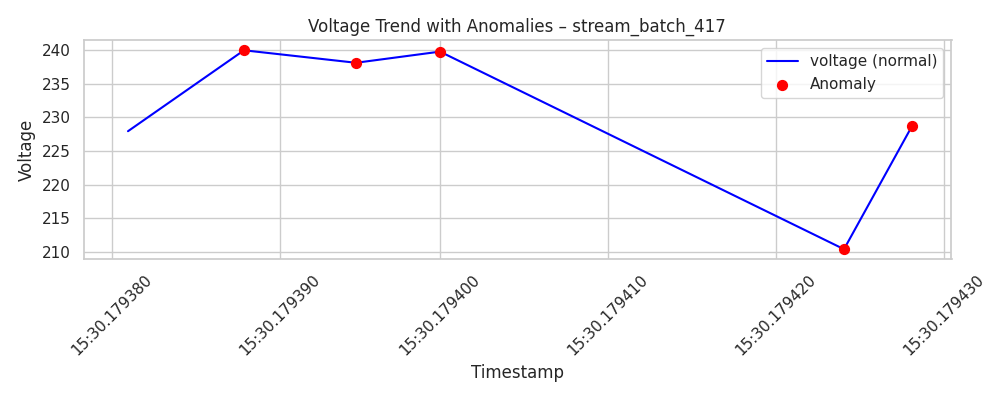 Voltage Trend with Anomalies – stream_batch_417
voltage (normal)
Anomaly
Voltage
240
235
230
225
220
215
210
15:30.179380
15:30.179390
15:30.179400
15:30.179410
15:30.179420
15:30.179430
Timestamp